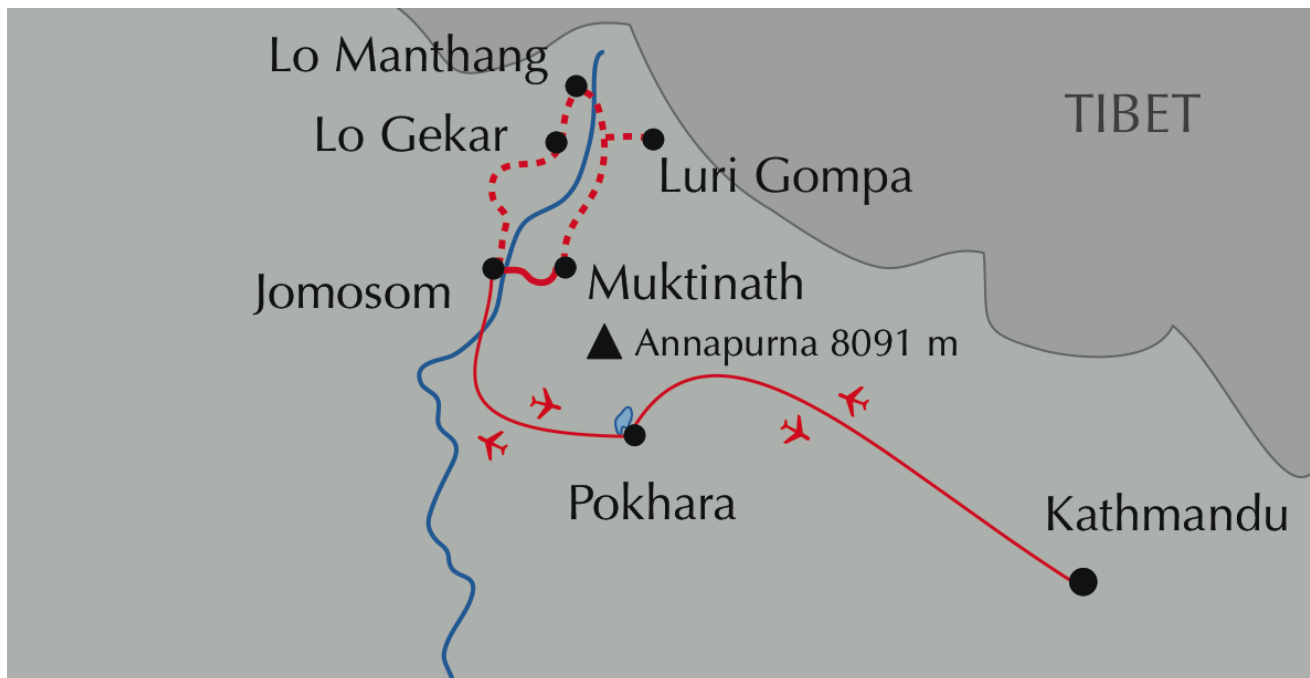 Lo Manthang
TIBET
Lo Gekar
Luri Gompa
Jomosom
Muktinath
Annapurna 8091 m
Pokhara
Kathmandu